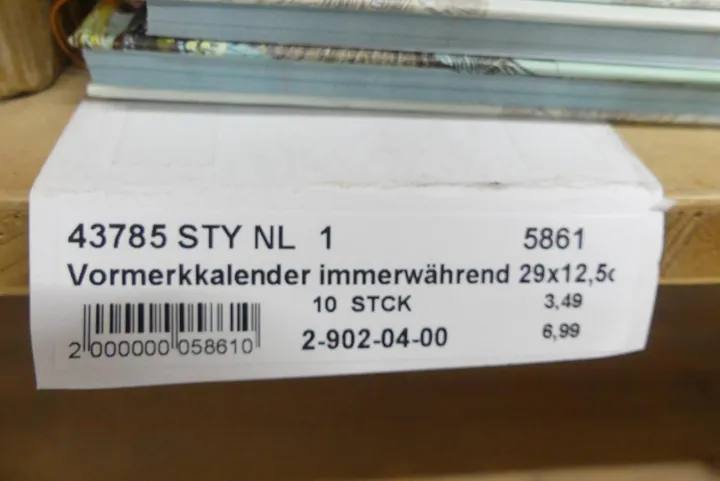 43785 STY NL 1 5861
Vormerkkalender immerwährend 29x12,5c
10 STCK 3,49
2 000000 058610 2-902-04-00 6,99